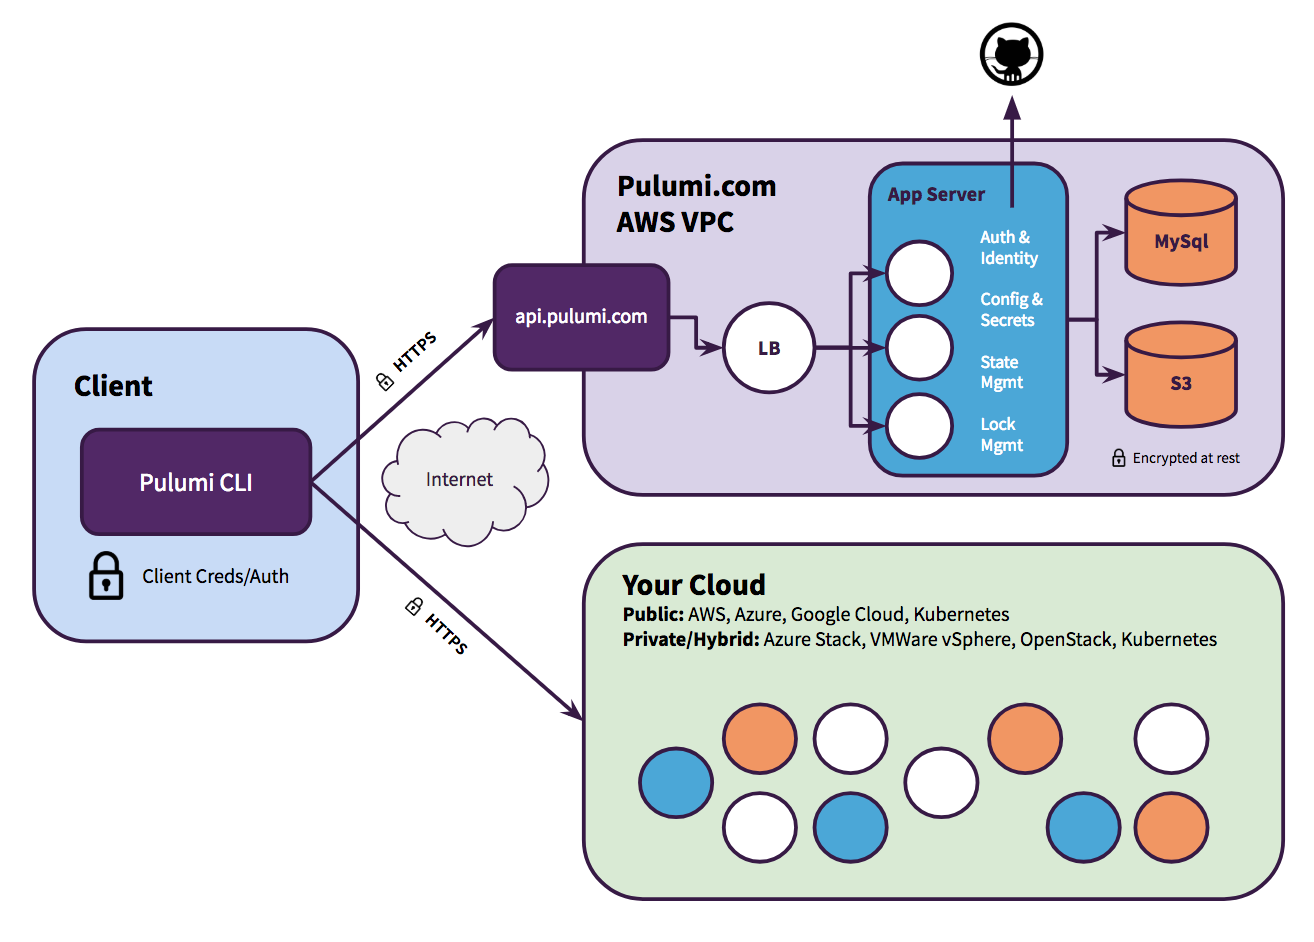 Pulumi.com
AWS VPC
App Server
Auth &
Identity
Config &
Secrets
State
Mgmt
Lock
Mgmt
MySql
S3
Encrypted at rest
api.pulumi.com
LB
HTTPS
Client
Pulumi CLI
Client Creds/Auth
Internet
HTTPS
Your Cloud
Public: AWS, Azure, Google Cloud, Kubernetes
Private/Hybrid: Azure Stack, VMWare vSphere, OpenStack, Kubernetes